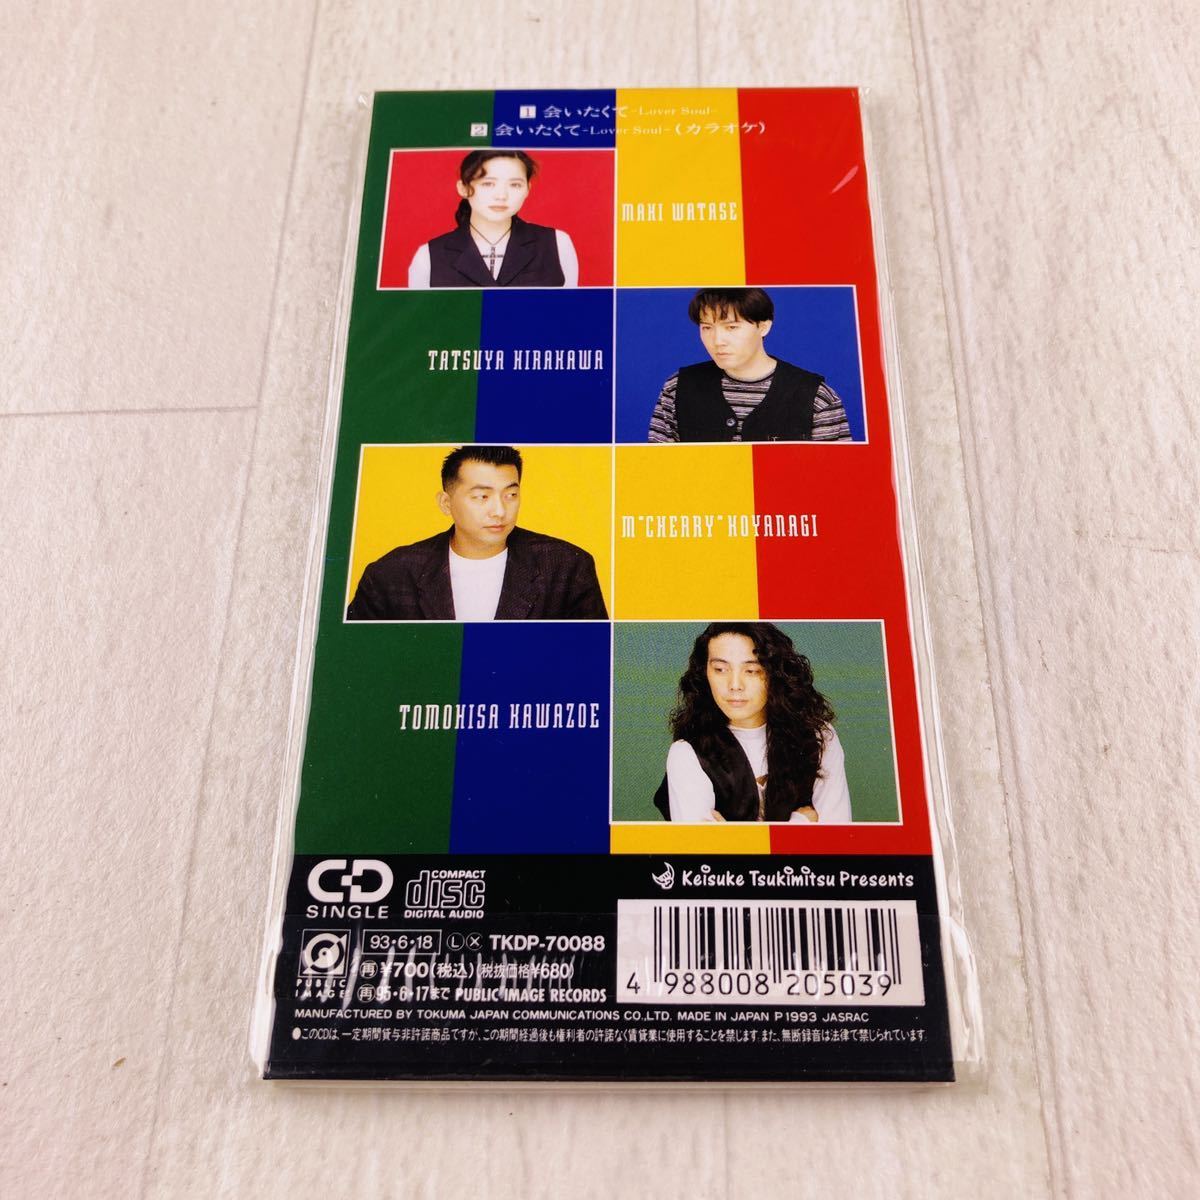 1 会いたくて-Lover Soul-
2 会いたくて-Lover Soul-(カラオケ)
MAKI WATASE
TATSUYA HIRAKAWA
M"CHERRY"KOYANAGI
TOMOHISA KAWAZOE
CD
SINGLE
COMPACT
disc
DIGITAL AUDIO
Keisuke Tsukimitsu Presents
PUBLIC
IMAGE
93・6・18 Ⓛ Ⓧ TKDP-70088
㊢¥700(税込)(税抜価格¥680)
㊢95・6・17まで PUBLIC IMAGE RECORDS
4 988008 205039
MANUFACTURED BY TOKUMA JAPAN COMMUNICATIONS CO.,LTD. MADE IN JAPAN P1993 JASRAC
●このCDは、一定期間貸与非許諾商品ですが、この期間経過後も権利者の許諾なく賃貸業に使用することを禁じます。また、無断録音は法律で禁じられています。